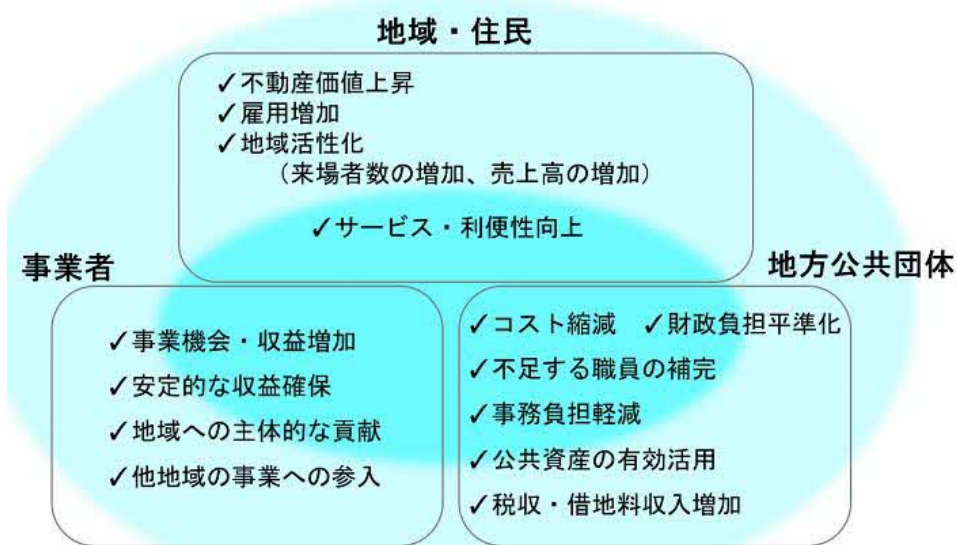 地域・住民
✓不動産価値上昇
✓雇用増加
✓地域活性化
（来場者数の増加、売上高の増加）
✓サービス・利便性向上
事業者
✓事業機会・収益増加
✓安定的な収益確保
✓地域への主体的な貢献
✓他地域の事業への参入
地方公共団体
✓コスト縮減　✓財政負担平準化
✓不足する職員の補完
✓事務負担軽減
✓公共資産の有効活用
✓税収・借地料収入増加